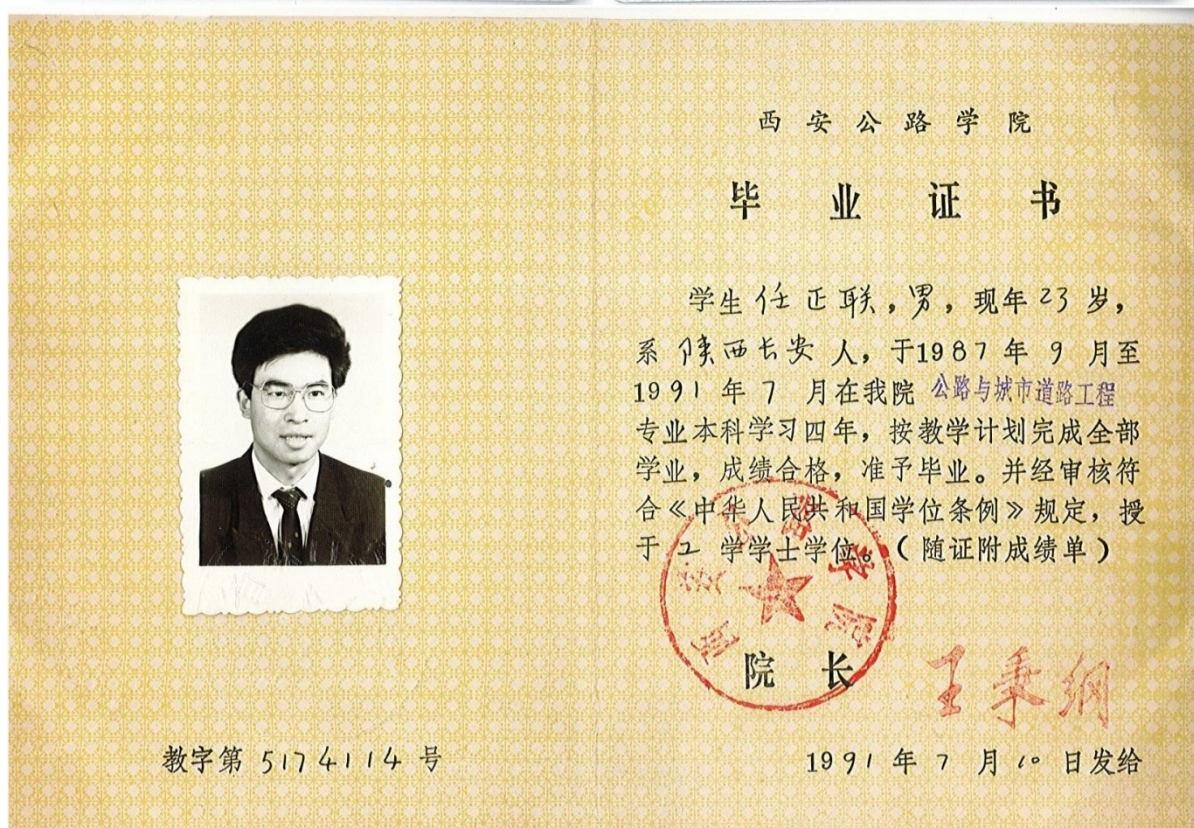 西安公路学院
毕业证书
学生任正联，男，现年23岁，
系陕西长安人，于1987年9月至
1991年7月在我院公路与城市道路工程
专业本科学习四年，按教学计划完成全部
学业，成绩合格，准予毕业。并经审核符
合《中华人民共和国学位条例》规定，授
于工学学士学位。（随证附成绩单）
西安公路学院
院长 王秉纲
教字第5174114号
1991年7月10日发给